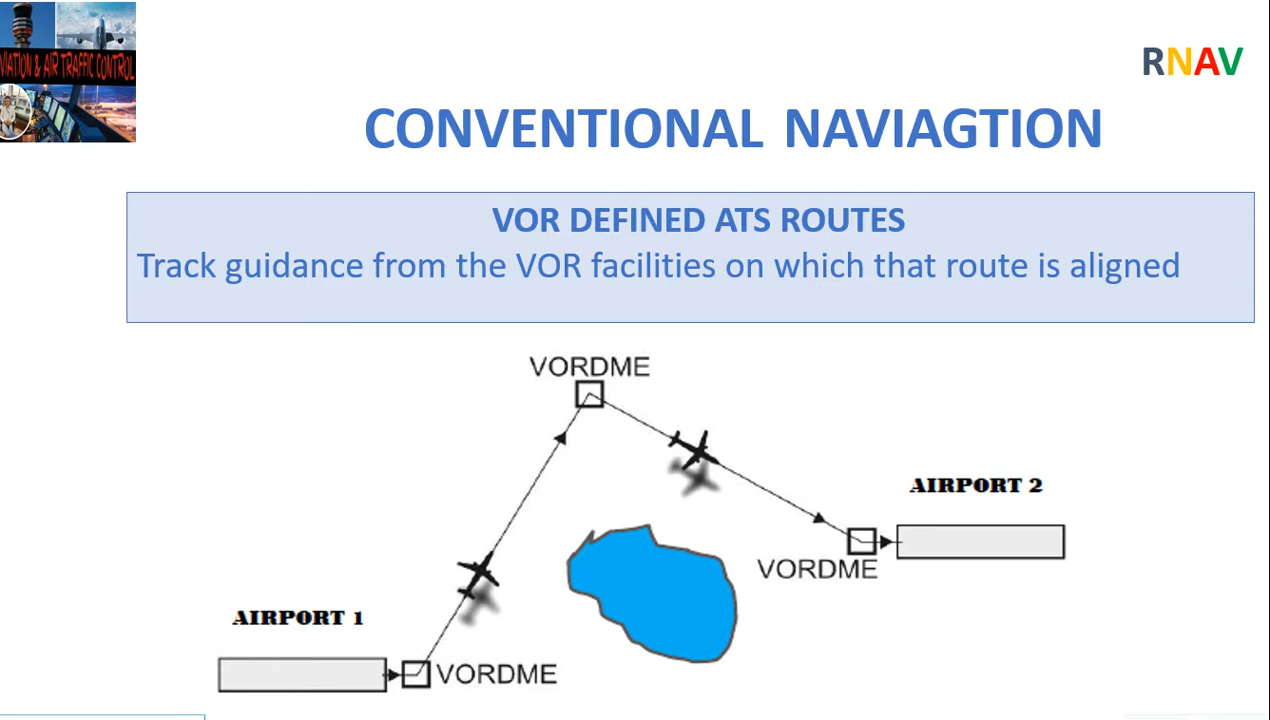 VIATION & AIR TRAFFIC CONTROL
RNAV
CONVENTIONAL NAVIAGTION
VOR DEFINED ATS ROUTES
Track guidance from the VOR facilities on which that route is aligned
VORDME
AIRPORT 2
VORDME
AIRPORT 1
VORDME